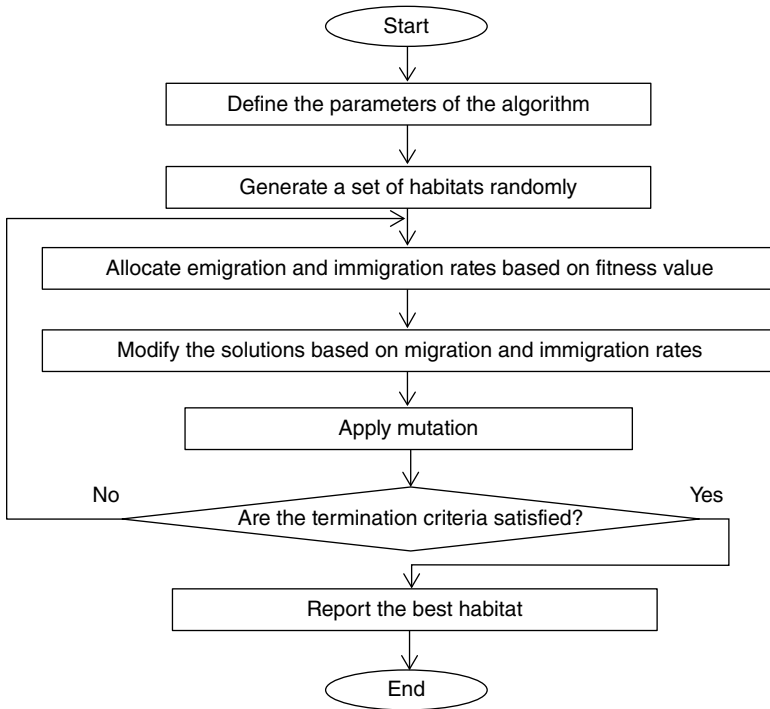 Start
Define the parameters of the algorithm
Generate a set of habitats randomly
Allocate emigration and immigration rates based on fitness value
Modify the solutions based on migration and immigration rates
Apply mutation
No
Yes
Are the termination criteria satisfied?
Report the best habitat
End